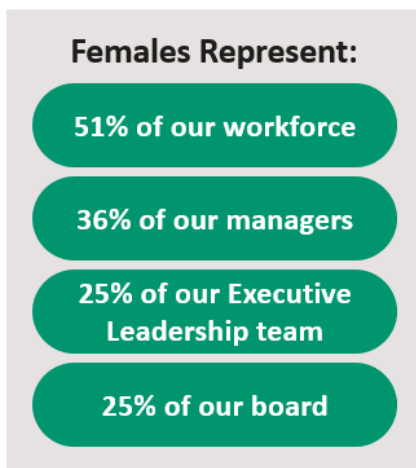 Females Represent:
51% of our workforce
36% of our managers
25% of our Executive
Leadership team
25% of our board